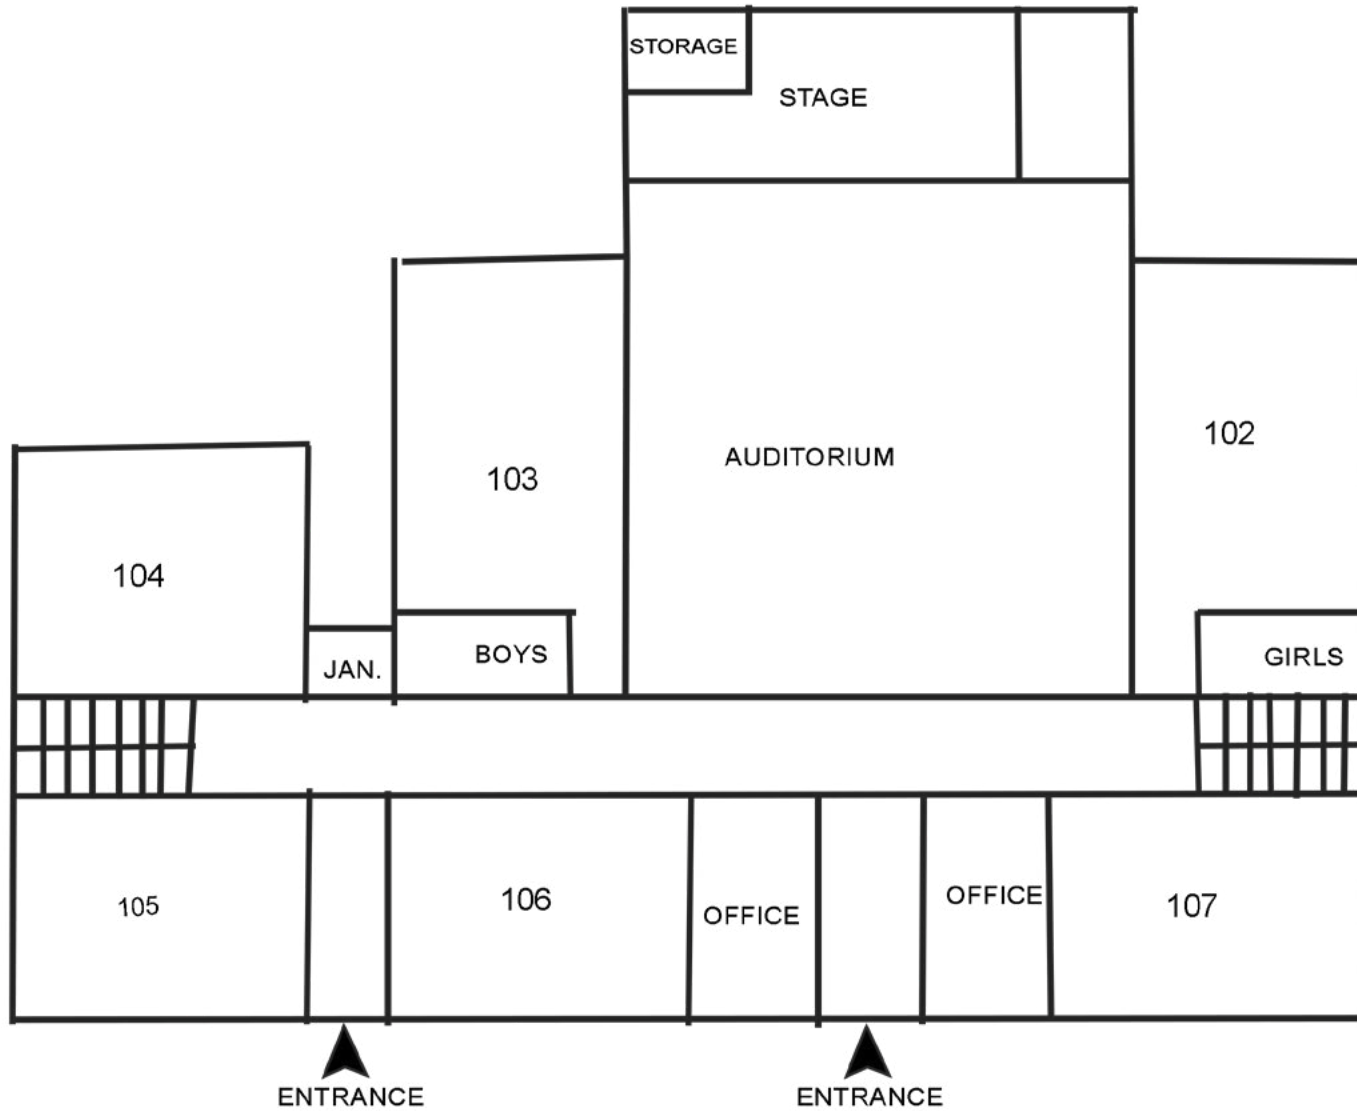 STORAGE
STAGE
102
AUDITORIUM
103
104
BOYS
GIRLS
JAN.
105
106
OFFICE
OFFICE
107
ENTRANCE
ENTRANCE